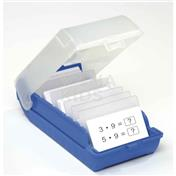 3 • 9 = ?
5 • 9 = ?